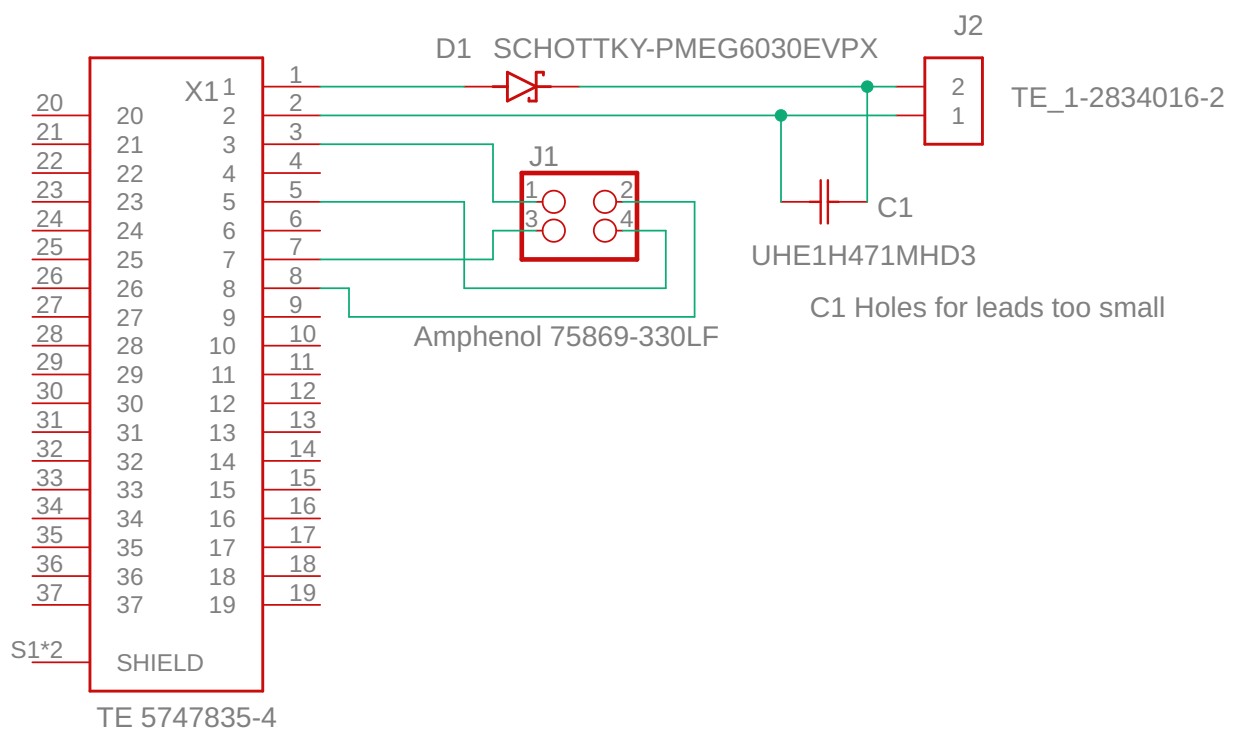 J2
D1 SCHOTTKY-PMEG6030EVPX
X1 1 1 2 TE_1-2834016-2
20 20 2 2 1
21 21 3 3 J1
22 22 4 4
23 23 5 5 1 2
24 24 6 6 3 4 C1
25 25 7 7 UHE1H471MHD3
26 26 8 8
27 27 9 9 C1 Holes for leads too small
28 28 10 10 Amphenol 75869-330LF
29 29 11 11
30 30 12 12
31 31 13 13
32 32 14 14
33 33 15 15
34 34 16 16
35 35 17 17
36 36 18 18
37 37 19 19
S1*2 SHIELD
TE 5747835-4